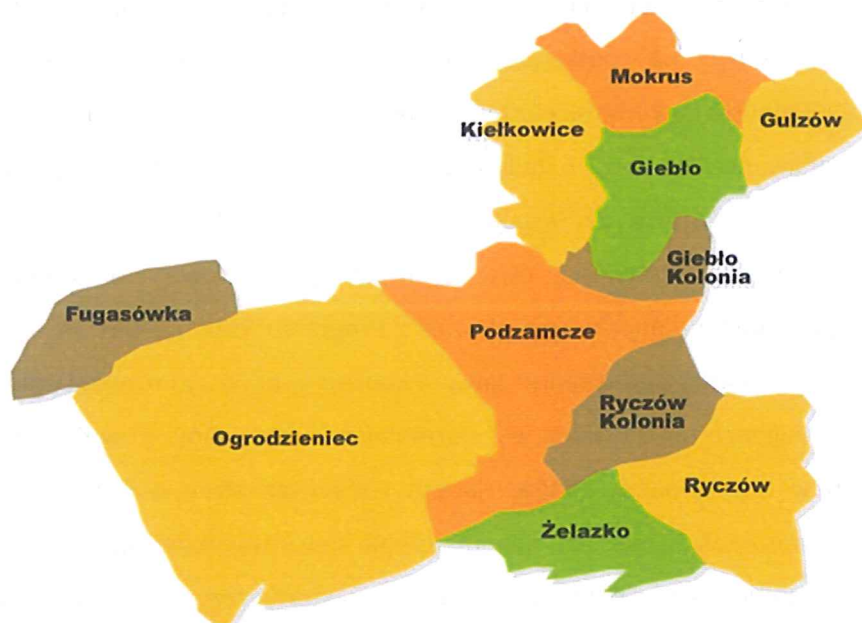 Mokrus
Gulzów
Kiełkowice
Giebło
Giebło
Kolonia
Fugasówka
Podzamcze
Ryczów
Kolonia
Ogrodzieniec
Ryczów
Żelazko